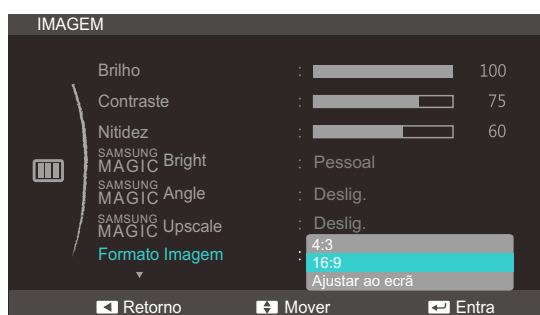 IMAGEM
Brilho : 100
Contraste : 75
Nitidez : 60
SAMSUNG MAGIC Bright : Pessoal
SAMSUNG MAGIC Angle : Deslig.
SAMSUNG MAGIC Upscale : Deslig.
Formato Imagem : 4:3
16:9
Ajustar ao ecrã
Retorno Mover Entra